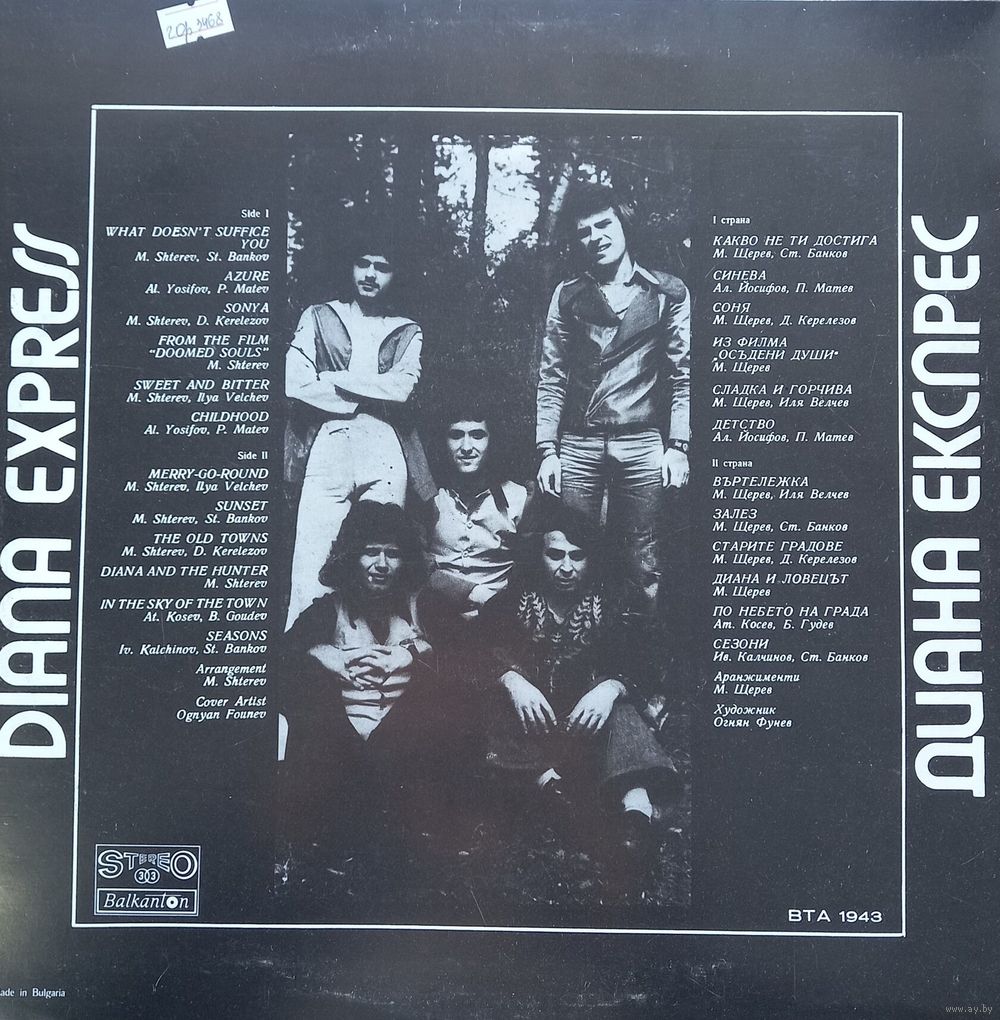 20р 3468
DIANA EXPRESS
Side I
WHAT DOESN'T SUFFICE
YOU
M. Shterev, St. Bankov
AZURE
Al. Yosifov, P. Matev
SONYA
M. Shterev, D. Kerelezov
FROM THE FILM
"DOOMED SOULS"
M. Shterev
SWEET AND BITTER
M. Shterev, Ilya Velchev
CHILDHOOD
Al. Yosifov, P. Matev
Side II
MERRY-GO-ROUND
M. Shterev, Ilya Velchev
SUNSET
M. Shterev, St. Bankov
THE OLD TOWNS
M. Shterev, D. Kerelezov
DIANA AND THE HUNTER
M. Shterev
IN THE SKY OF THE TOWN
At. Kosev, B. Goudev
SEASONS
Iv. Kalchinov, St. Bankov
Arrangement
M. Shterev
Cover Artist
Ognyan Founev
I страна
КАКВО НЕ ТИ ДОСТИГА
М. Щерев, Ст. Банков
СИНЕВА
Ал. Йосифов, П. Матев
СОНЯ
М. Щерев, Д. Керелезов
ИЗ ФИЛМА
„ОСЪДЕНИ ДУШИ"
М. Щерев
СЛАДКА И ГОРЧИВА
М. Щерев, Иля Велчев
ДЕТСТВО
Ал. Йосифов, П. Матев
II страна
ВЪРТЕЛЕЖКА
М. Щерев, Иля Велчев
ЗАЛЕЗ
М. Щерев, Ст. Банков
СТАРИТЕ ГРАДОВЕ
М. Щерев, Д. Керелезов
ДИАНА И ЛОВЕЦЪТ
М. Щерев
ПО НЕБЕТО НА ГРАДА
Ат. Косев, Б. Гудев
СЕЗОНИ
Ив. Калчинов, Ст. Банков
Аранжименти
М. Щерев
Художник
Огнян Фунев
ДИАНА ЕКСПРЕС
STEREO
303
Balkanton
ВТА 1943
ade in Bulgaria
www.ay.by